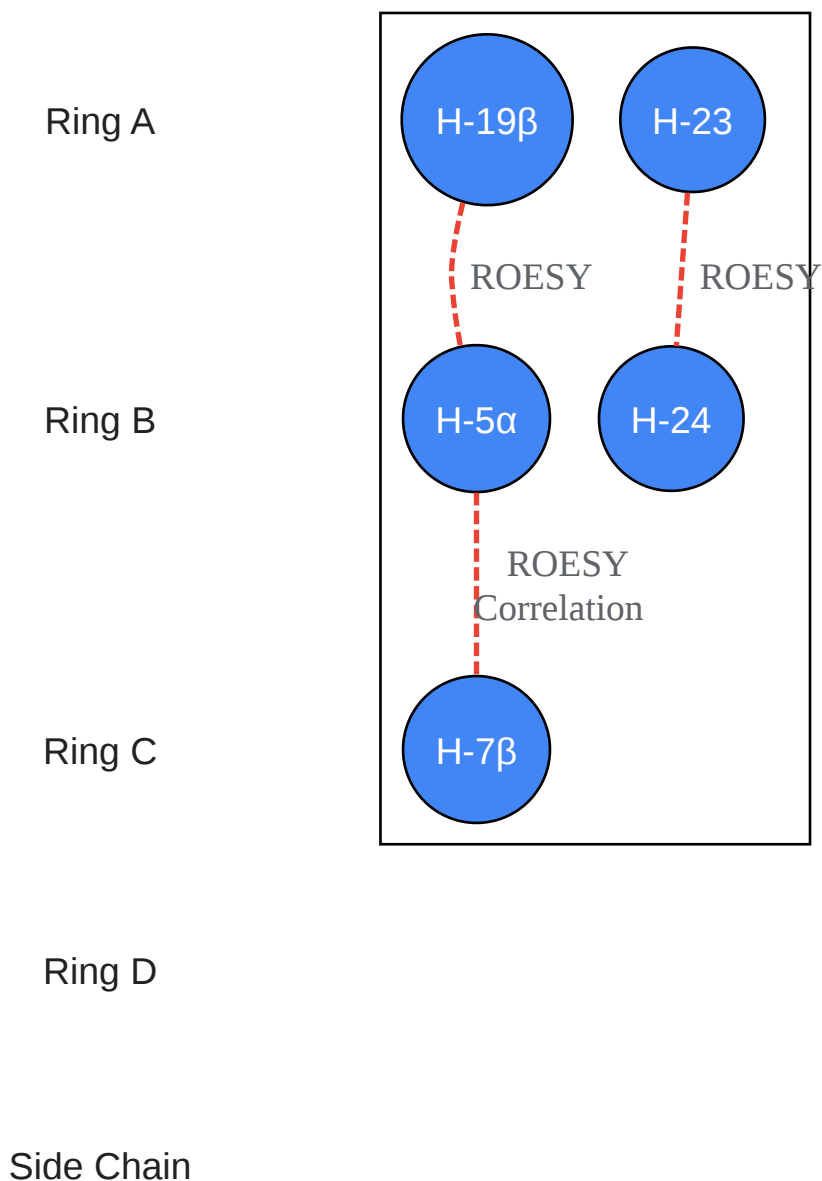 Ring A
H-19β
H-23
ROESY
ROESY
Ring B
H-5α
H-24
ROESY
Correlation
Ring C
H-7β
Ring D
Side Chain